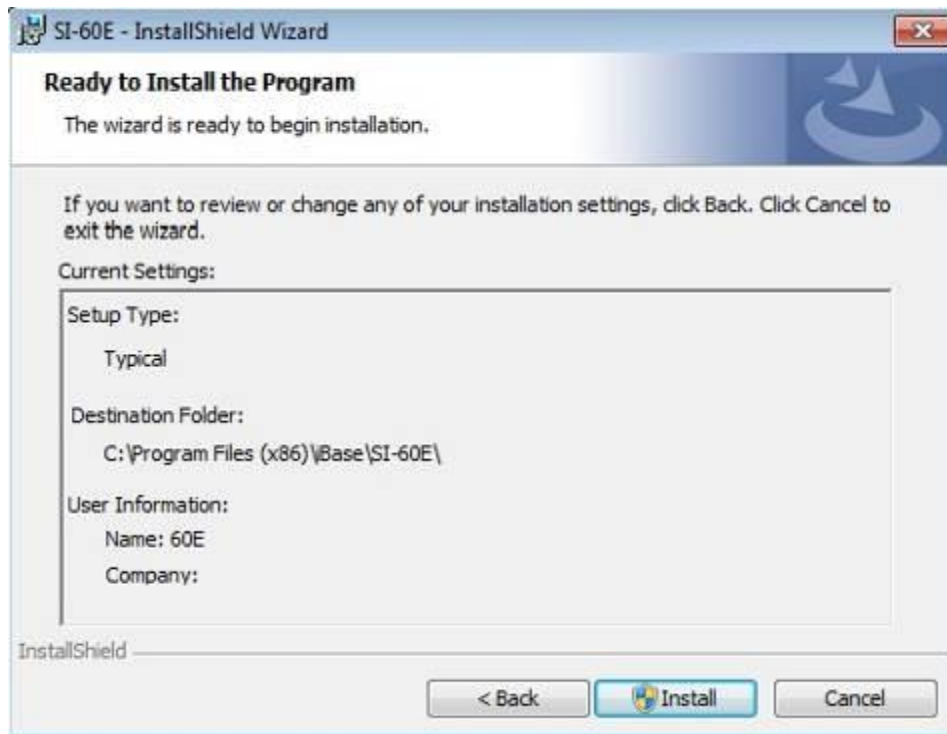 SI-60E - InstallShield Wizard
Ready to Install the Program
The wizard is ready to begin installation.
If you want to review or change any of your installation settings, click Back. Click Cancel to
exit the wizard.
Current Settings:
Setup Type:
Typical
Destination Folder:
C:\Program Files (x86)\iBase\SI-60E\
User Information:
Name: 60E
Company:
InstallShield
< Back
Install
Cancel